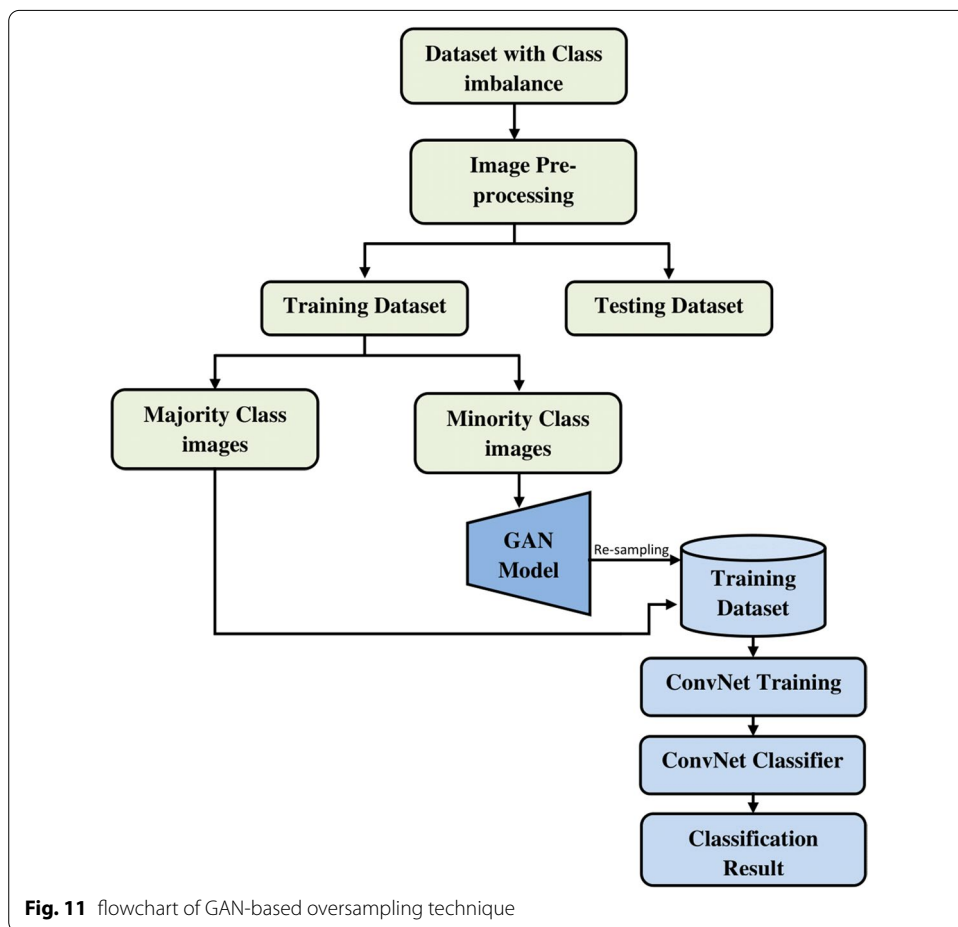 Dataset with Class
imbalance
Image Pre-
processing
Training Dataset
Testing Dataset
Majority Class
images
Minority Class
images
GAN
Model
Re-sampling
Training
Dataset
ConvNet Training
ConvNet Classifier
Classification
Result
Fig. 11 flowchart of GAN-based oversampling technique